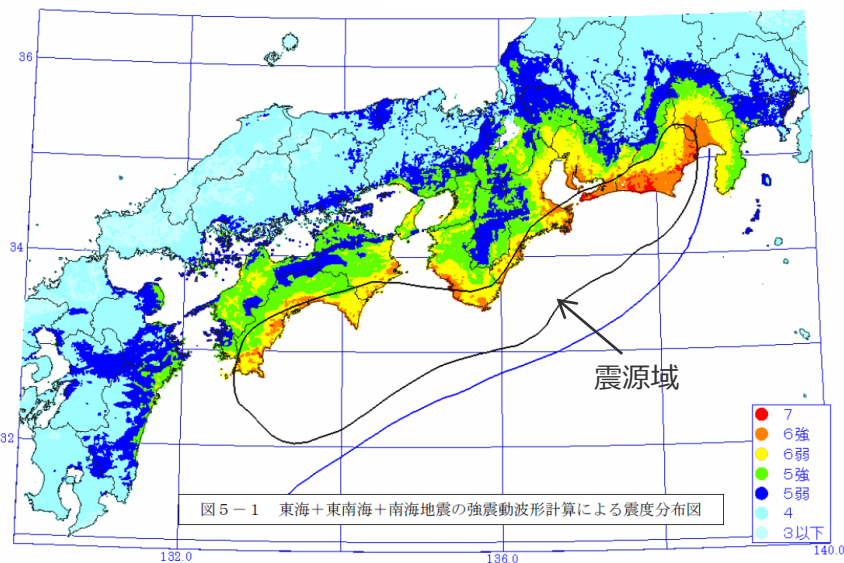 36
34
32
震源域
7
6強
6弱
5強
5弱
4
3以下
図5－1　東海＋東南海＋南海地震の強震動波形計算による震度分布図
132.0
136.0
140.0